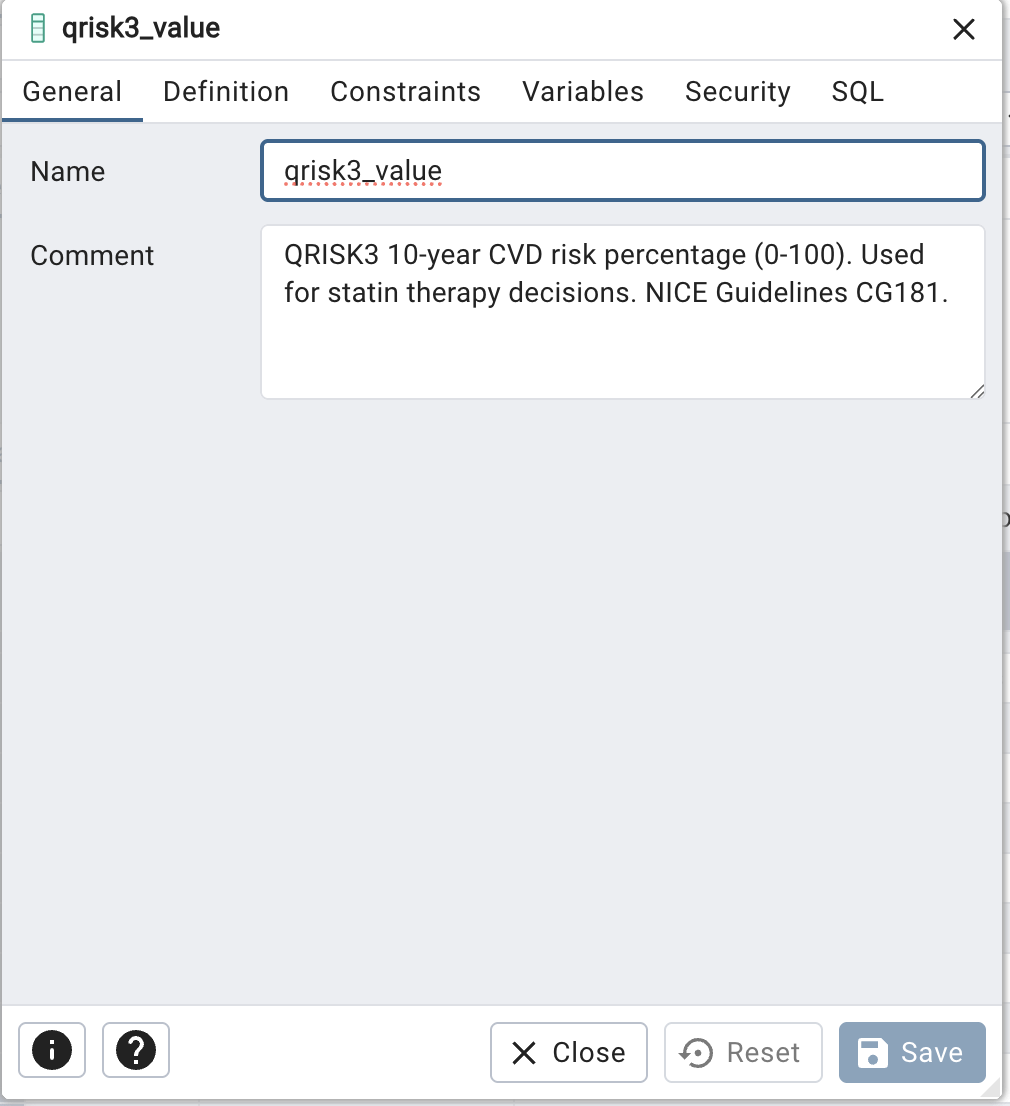 qrisk3_value
General Definition Constraints Variables Security SQL
Name
qrisk3_value
Comment
QRISK3 10-year CVD risk percentage (0-100). Used
for statin therapy decisions. NICE Guidelines CG181.
Close Reset Save